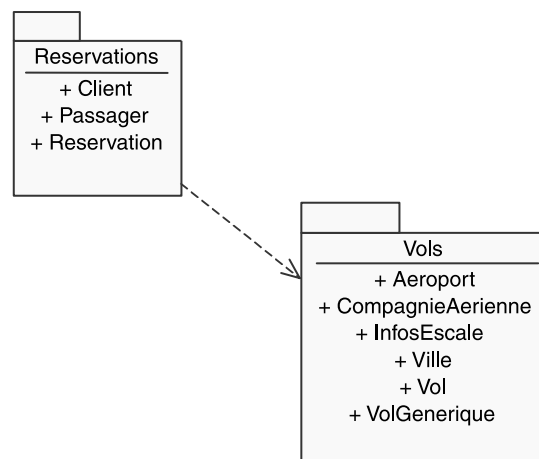 Reservations
+ Client
+ Passager
+ Reservation
Vols
+ Aeroport
+ CompagnieAerienne
+ InfosEscale
+ Ville
+ Vol
+ VolGenerique